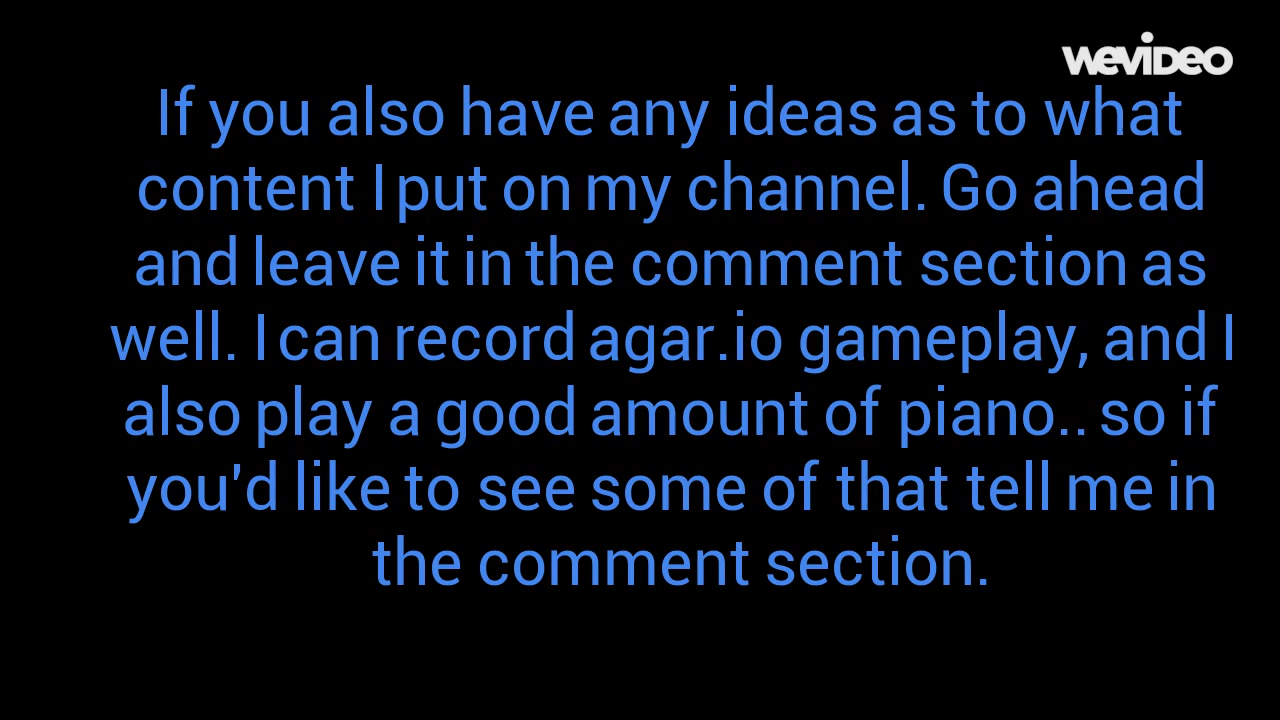 WEVIDEO
If you also have any ideas as to what
content I put on my channel. Go ahead
and leave it in the comment section as
well. I can record agar.io gameplay, and I
also play a good amount of piano.. so if
you'd like to see some of that tell me in
the comment section.